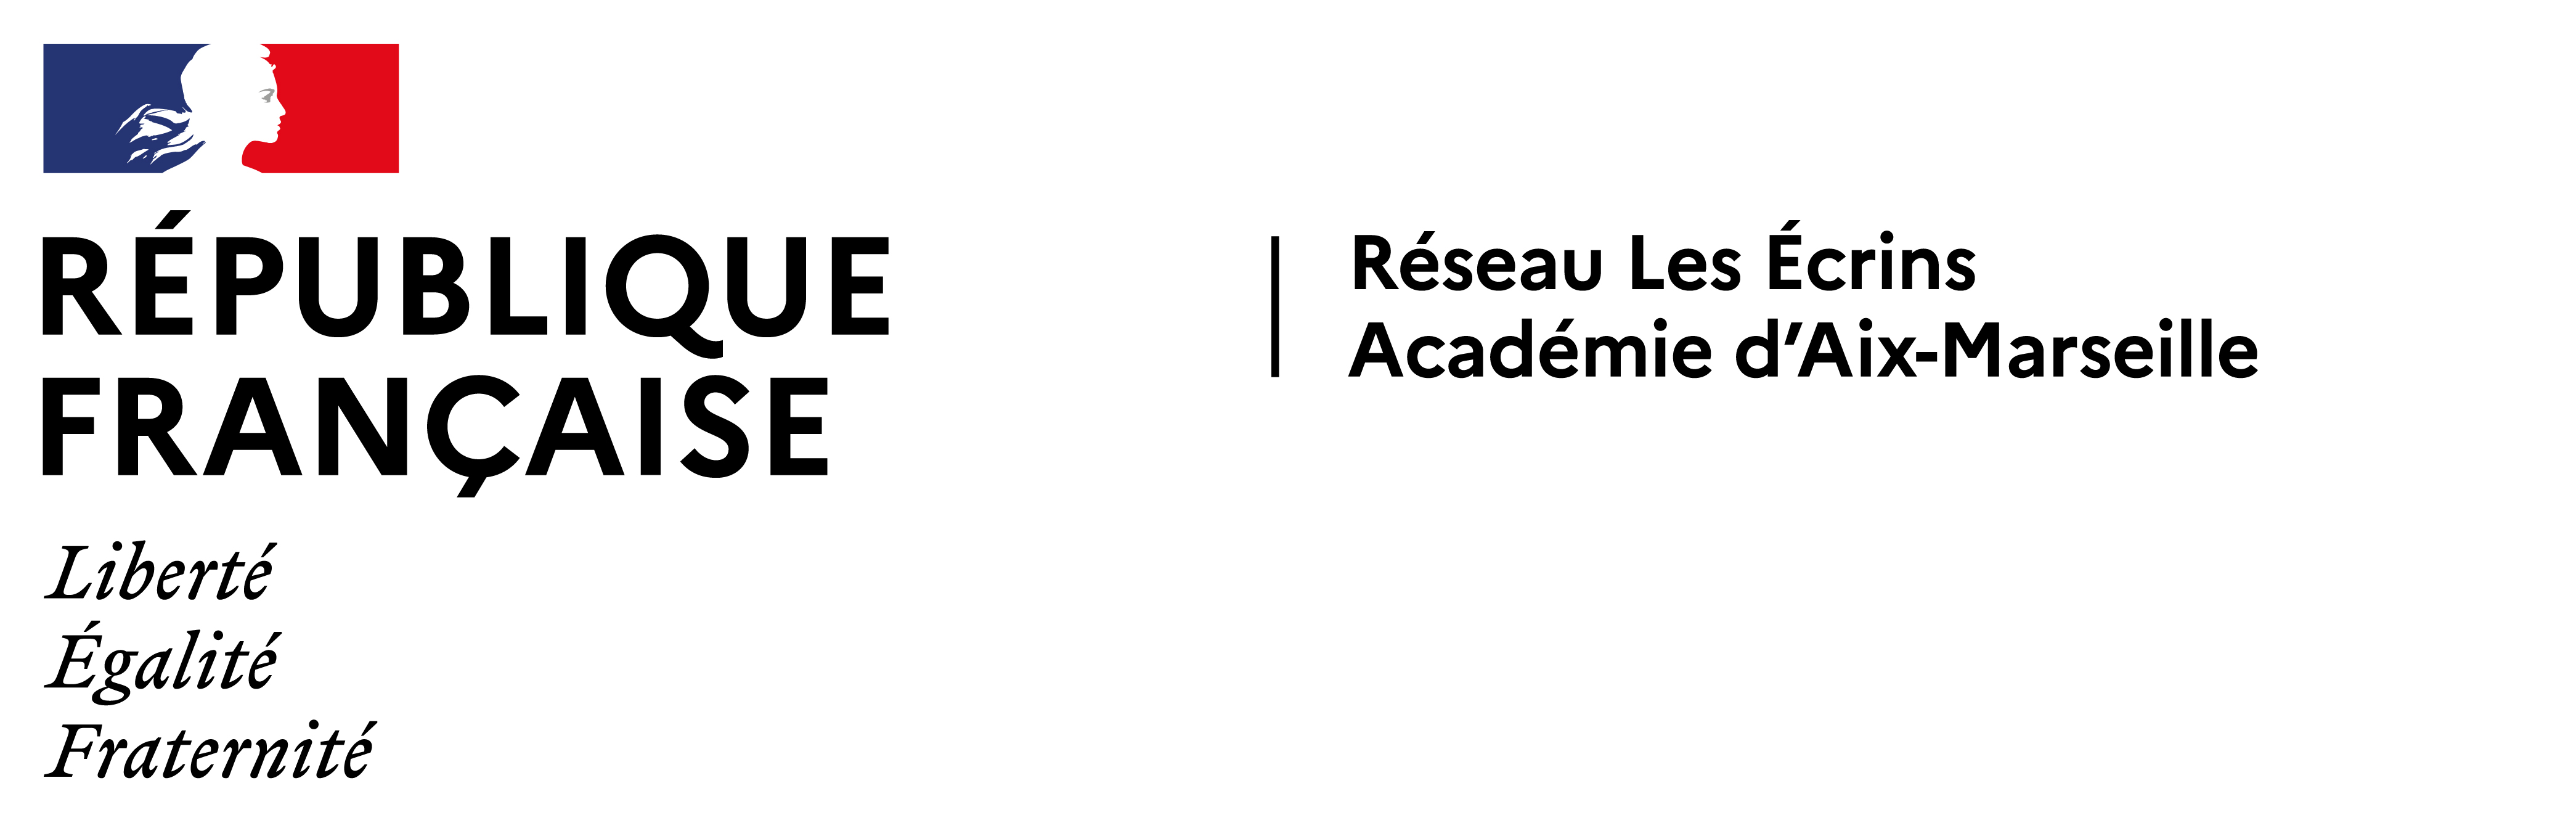 RÉPUBLIQUE
FRANÇAISE
Liberté
Égalité
Fraternité
Réseau Les Écrins
Académie d’Aix-Marseille